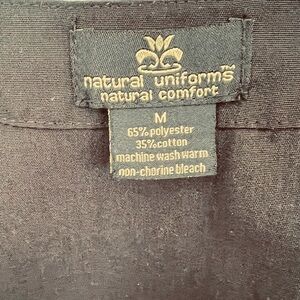 natural uniforms™
natural comfort
M
65% polyester
35% cotton
machine wash warm
non-chorine bleach